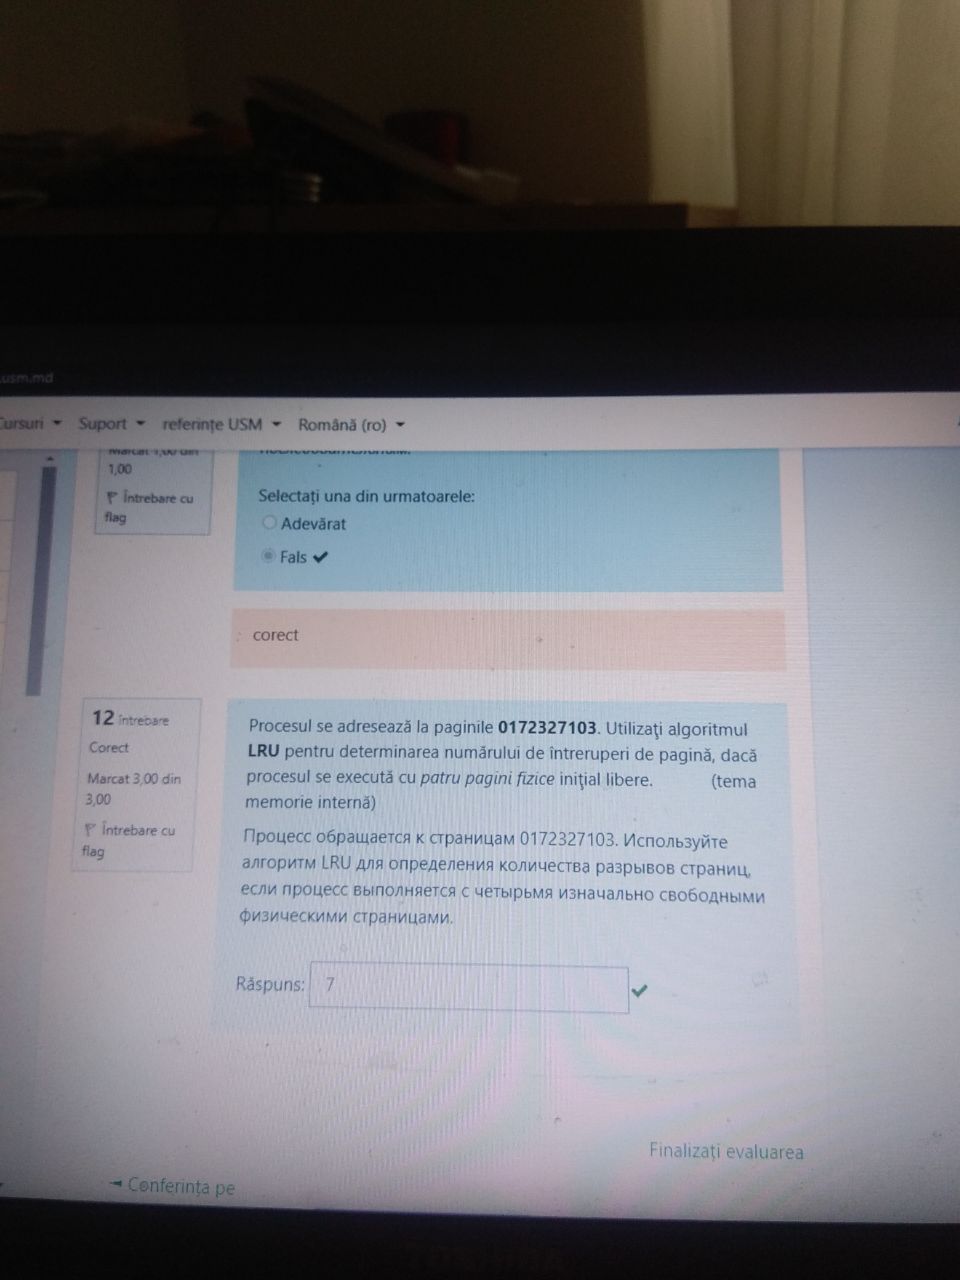 usm.md
Cursuri Suport referințe USM Română (ro)
Marcat 1,00 din
1,00
Întrebare cu
flag
Selectați una din urmatoarele:
Adevărat
Fals
corect
12 întrebare
Corect
Marcat 3,00 din
3,00
Întrebare cu
flag
Procesul se adresează la paginile 0172327103. Utilizaţi algoritmul
LRU pentru determinarea numărului de întreruperi de pagină, dacă
procesul se execută cu patru pagini fizice iniţial libere. (tema
memorie internă)
Процесс обращается к страницам 0172327103. Используйте
алгоритм LRU для определения количества разрывов страниц,
если процесс выполняется с четырьмя изначально свободными
физическими страницами.
Răspuns: 7
Finalizați evaluarea
◄ Conferința pe